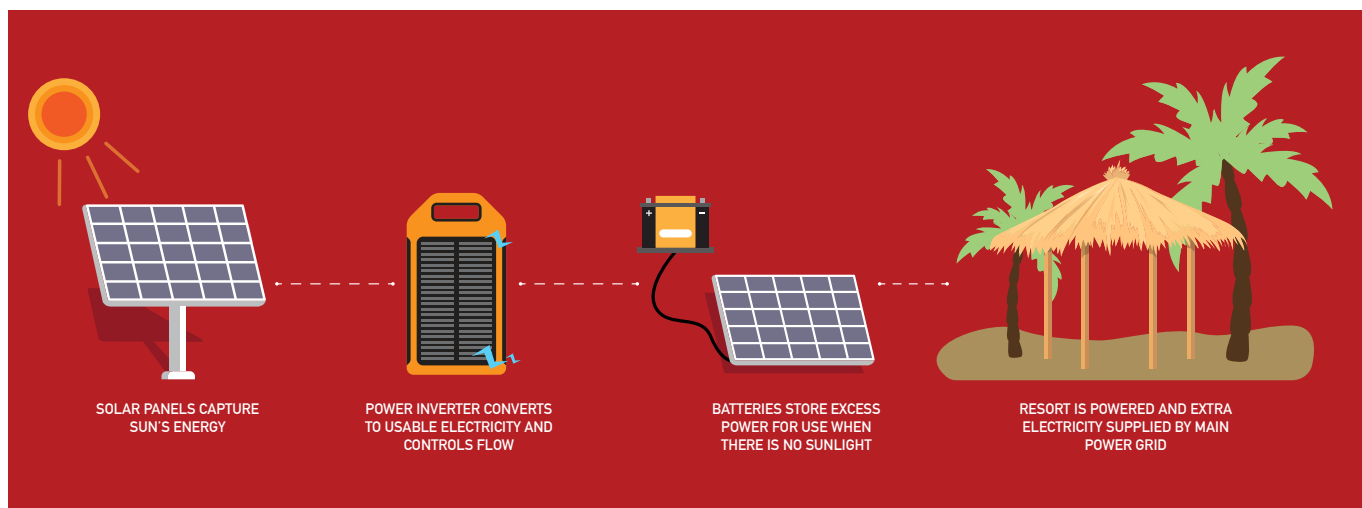 SOLAR PANELS CAPTURE
SUN'S ENERGY
POWER INVERTER CONVERTS
TO USABLE ELECTRICITY AND
CONTROLS FLOW
BATTERIES STORE EXCESS
POWER FOR USE WHEN
THERE IS NO SUNLIGHT
RESORT IS POWERED AND EXTRA
ELECTRICITY SUPPLIED BY MAIN
POWER GRID